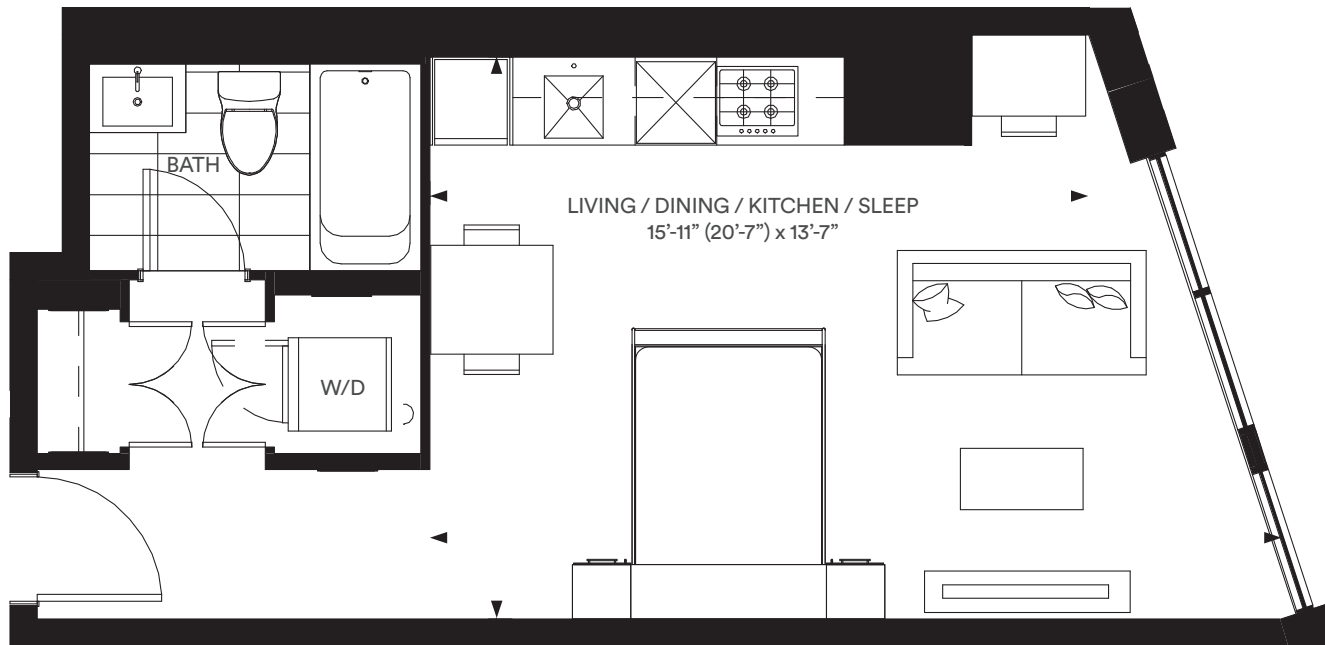 BATH
LIVING / DINING / KITCHEN / SLEEP
15’-11” (20’-7”) x 13’-7”
W/D